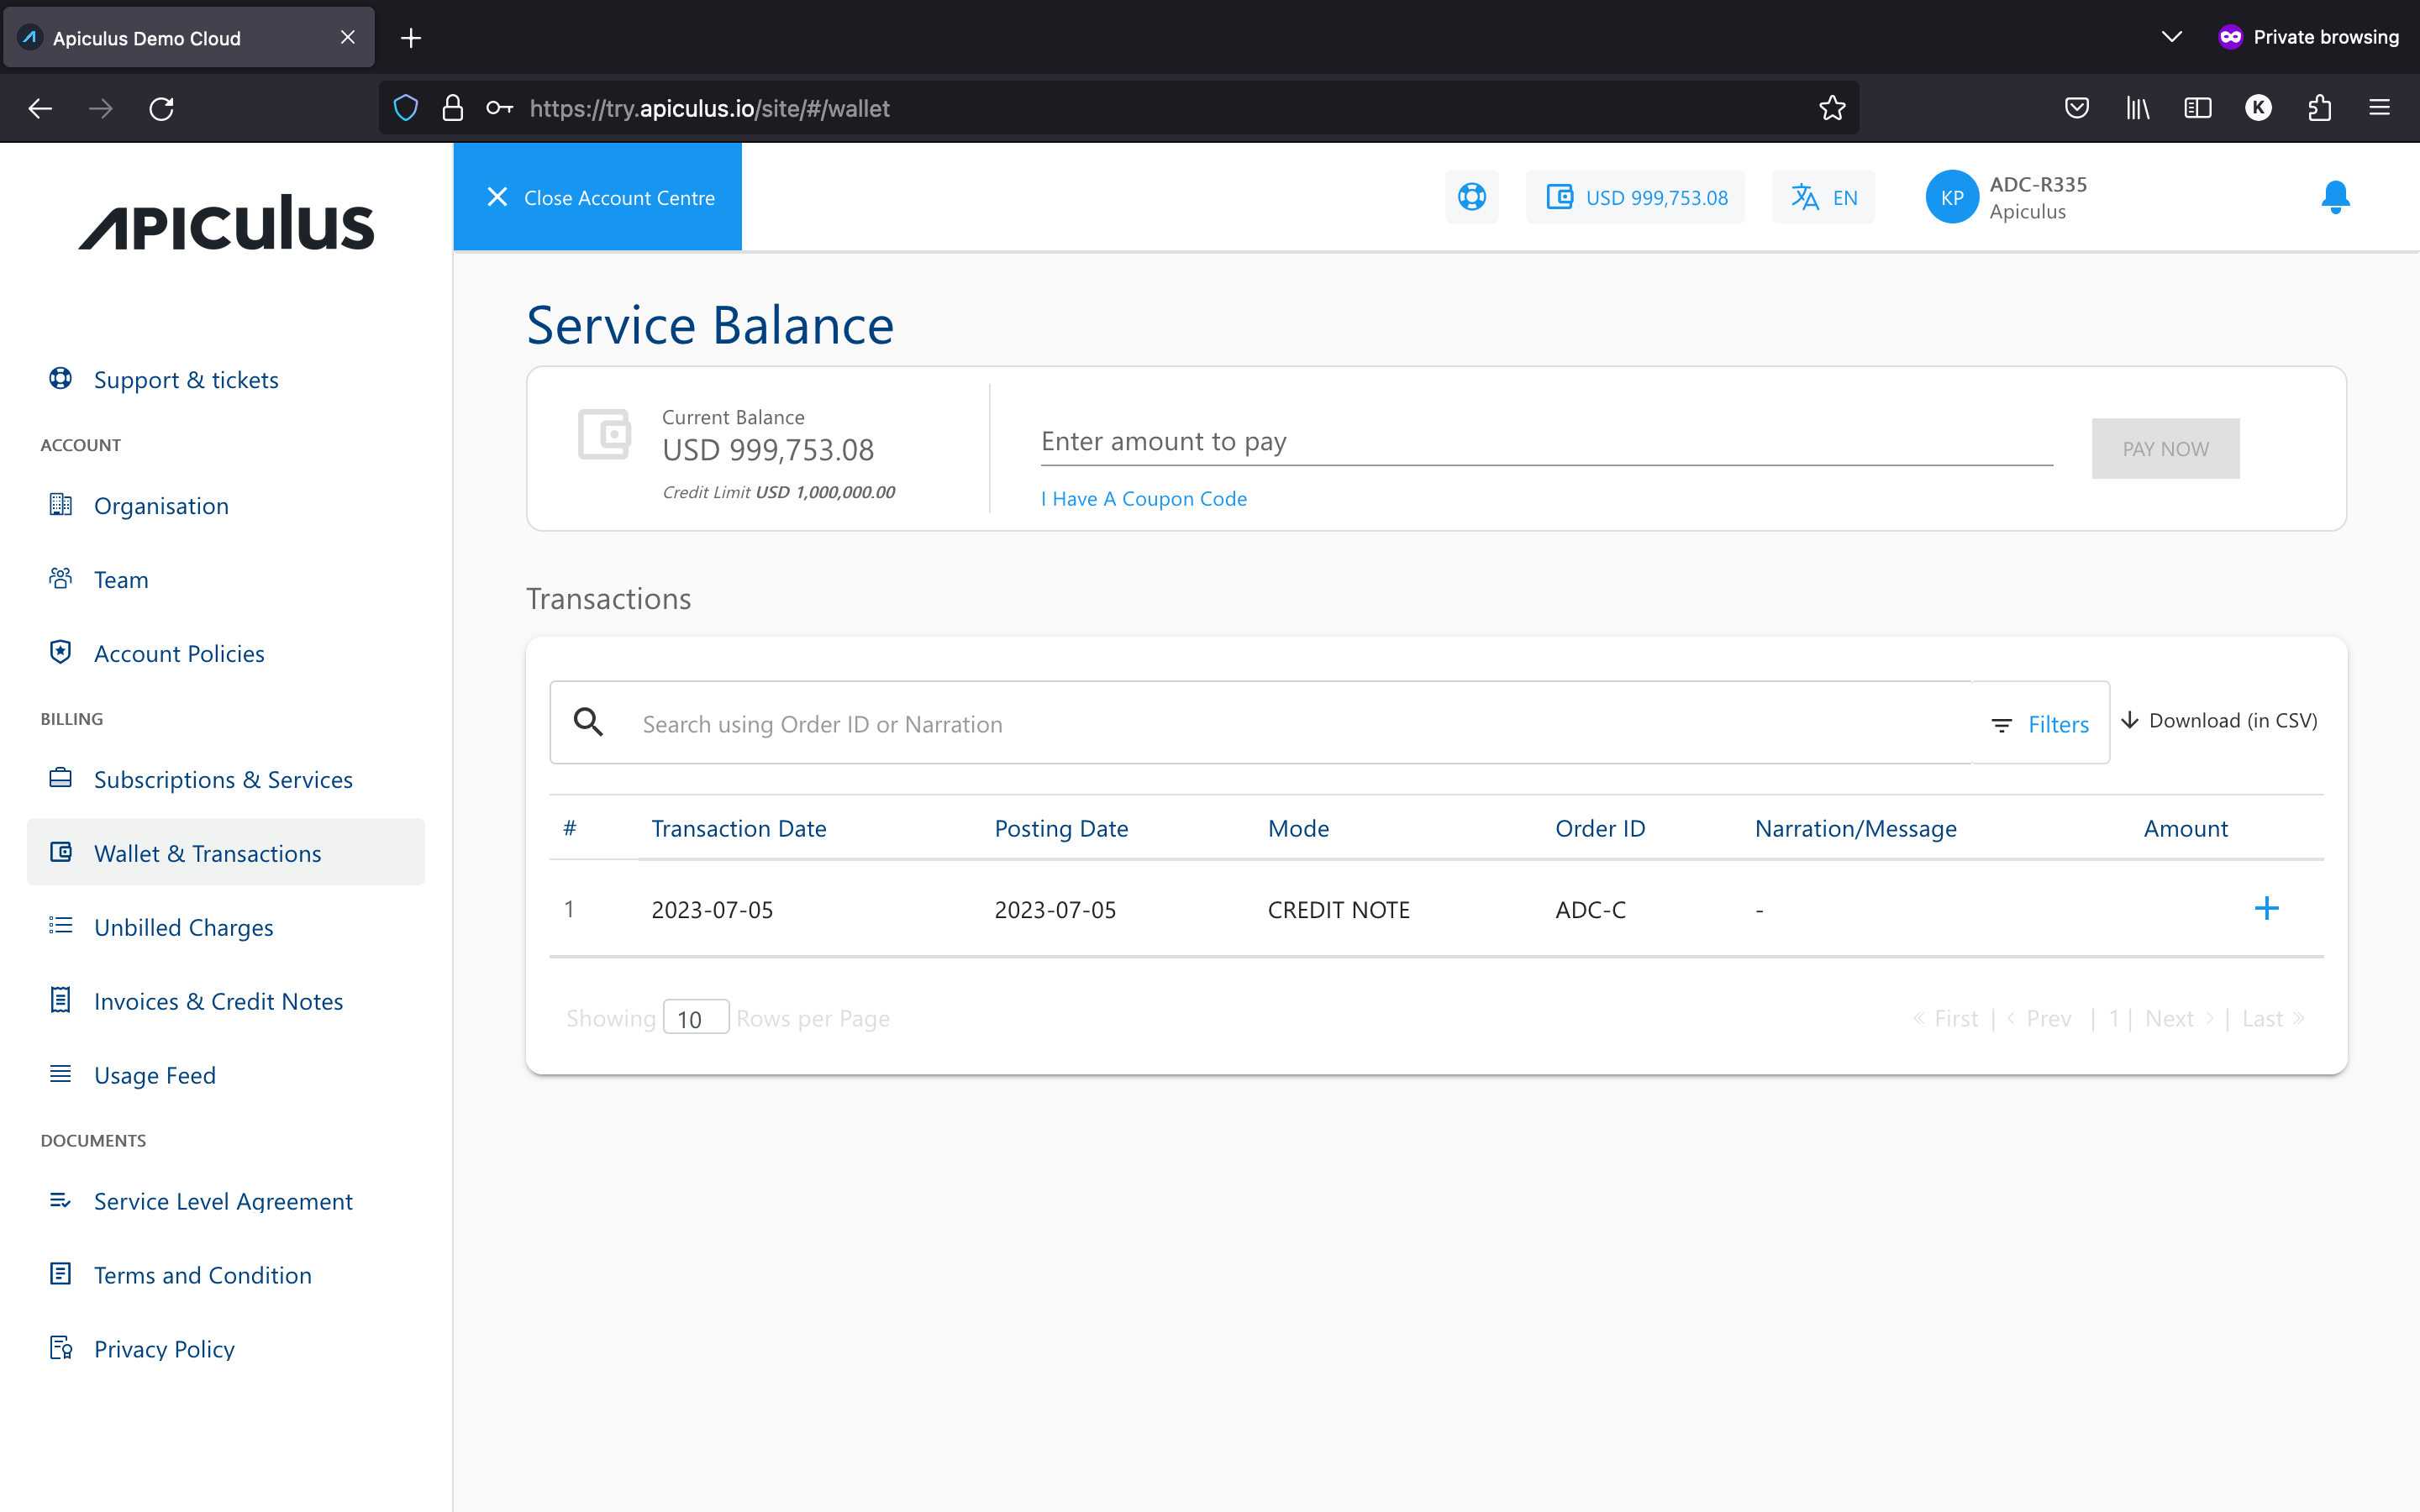 Apiculus Demo Cloud
Private browsing
https://try.apiculus.io/site/#/wallet
K
APICULUS
Close Account Centre
USD 999,753.08
EN
KP
ADC-R335
Apiculus
Support & tickets
ACCOUNT
Organisation
Team
Account Policies
BILLING
Subscriptions & Services
Wallet & Transactions
Unbilled Charges
Invoices & Credit Notes
Usage Feed
DOCUMENTS
Service Level Agreement
Terms and Condition
Privacy Policy
Service Balance
Current Balance
USD 999,753.08
Credit Limit USD 1,000,000.00
Enter amount to pay
I Have A Coupon Code
PAY NOW
Transactions
Search using Order ID or Narration
Filters
Download (in CSV)
# Transaction Date Posting Date Mode Order ID Narration/Message Amount
1 2023-07-05 2023-07-05 CREDIT NOTE ADC-C - +
Showing 10 Rows per Page
« First | ‹ Prev | 1 | Next › | Last »